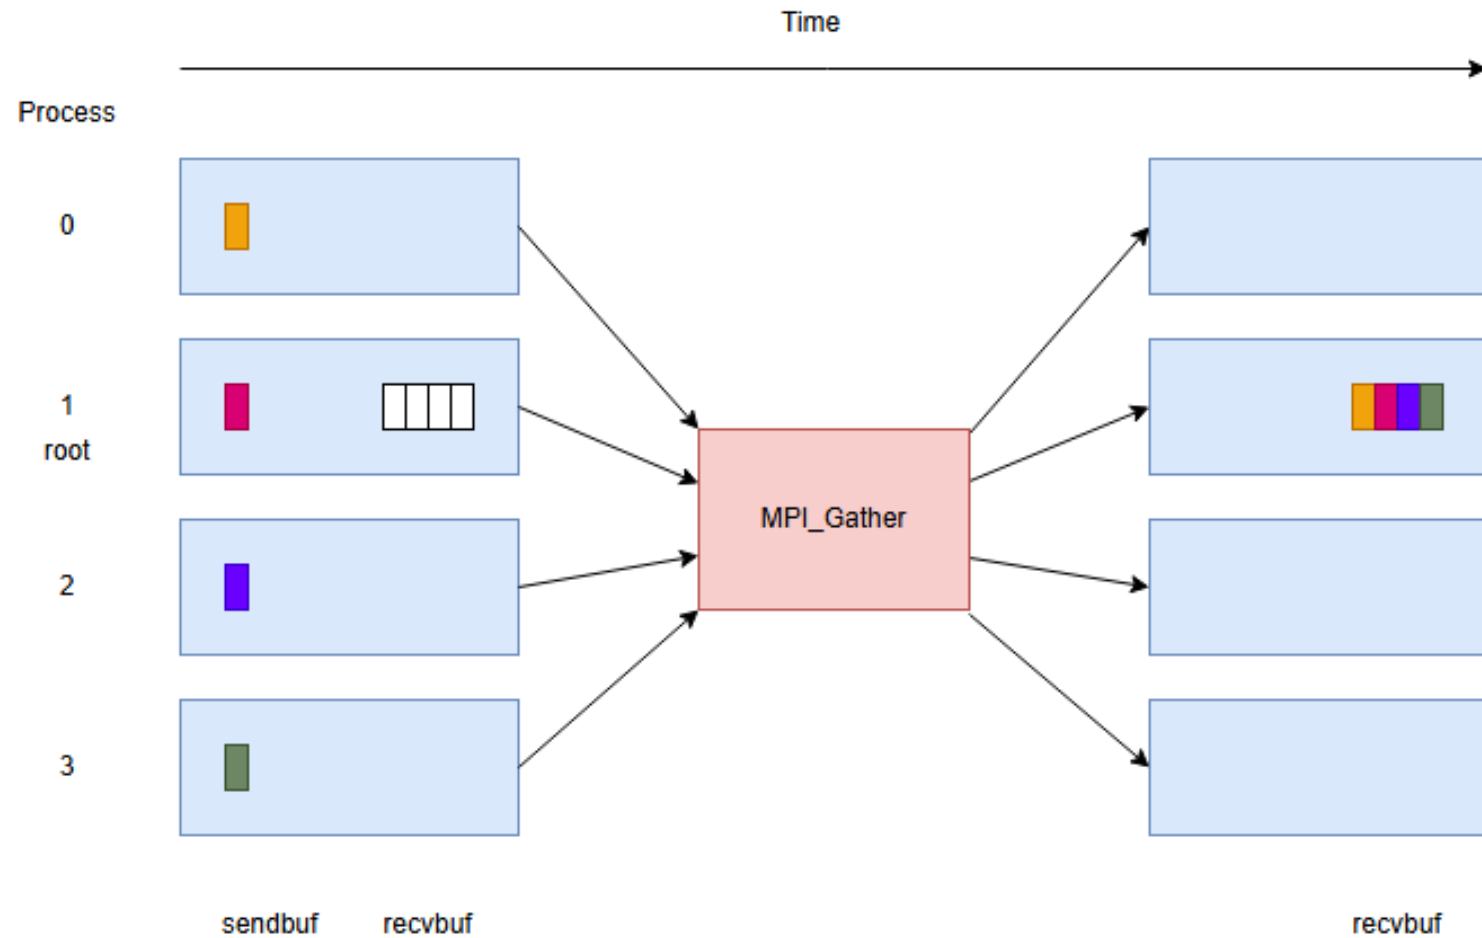 Time
Process
0
1
root
MPI_Gather
2
3
sendbuf
recvbuf
recvbuf